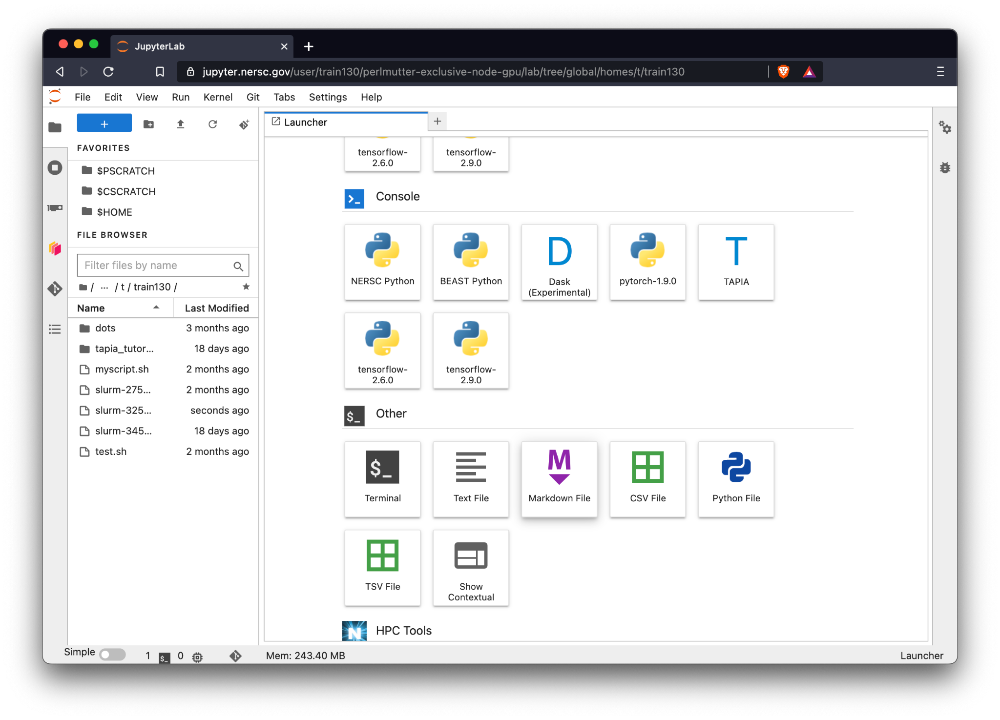 JupyterLab
jupyter.nersc.gov/user/train130/perlmutter-exclusive-node-gpu/lab/tree/global/homes/t/train130
File Edit View Run Kernel Git Tabs Settings Help
+
FAVORITES
$PSCRATCH
$CSCRATCH
$HOME
FILE BROWSER
Filter files by name
/ ... / t / train130 /
Name Last Modified
dots 3 months ago
tapia_tutor... 18 days ago
myscript.sh 2 months ago
slurm-275... 2 months ago
slurm-325... seconds ago
slurm-345... 18 days ago
test.sh 2 months ago
Launcher
tensorflow-
2.6.0
tensorflow-
2.9.0
>_ Console
NERSC Python
BEAST Python
D
Dask
(Experimental)
pytorch-1.9.0
T
TAPIA
tensorflow-
2.6.0
tensorflow-
2.9.0
$_ Other
$_
Terminal
Text File
M
Markdown File
CSV File
Python File
TSV File
Show
Contextual
N HPC Tools
Simple 1 $_ 0 Mem: 243.40 MB Launcher